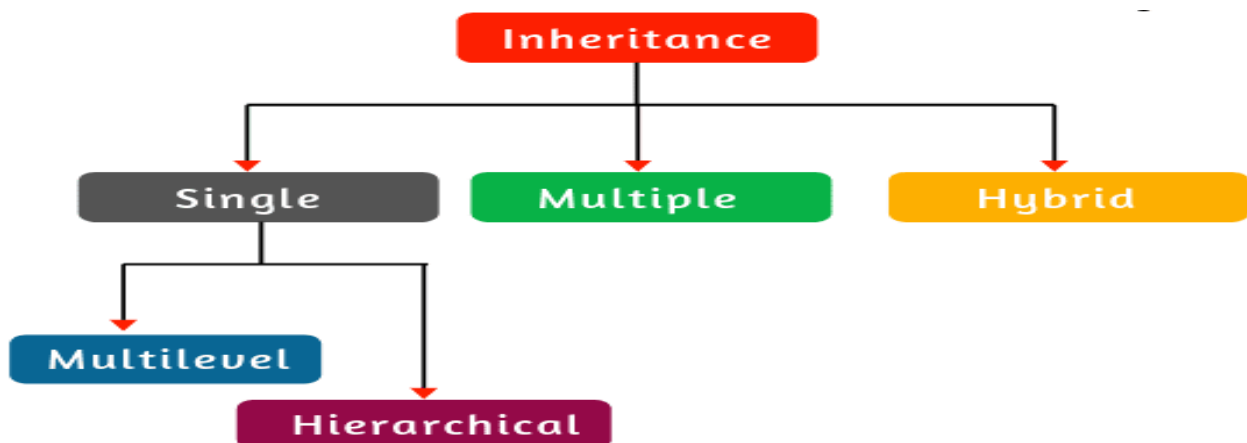 Inheritance
Single
Multiple
Hybrid
Multilevel
Hierarchical